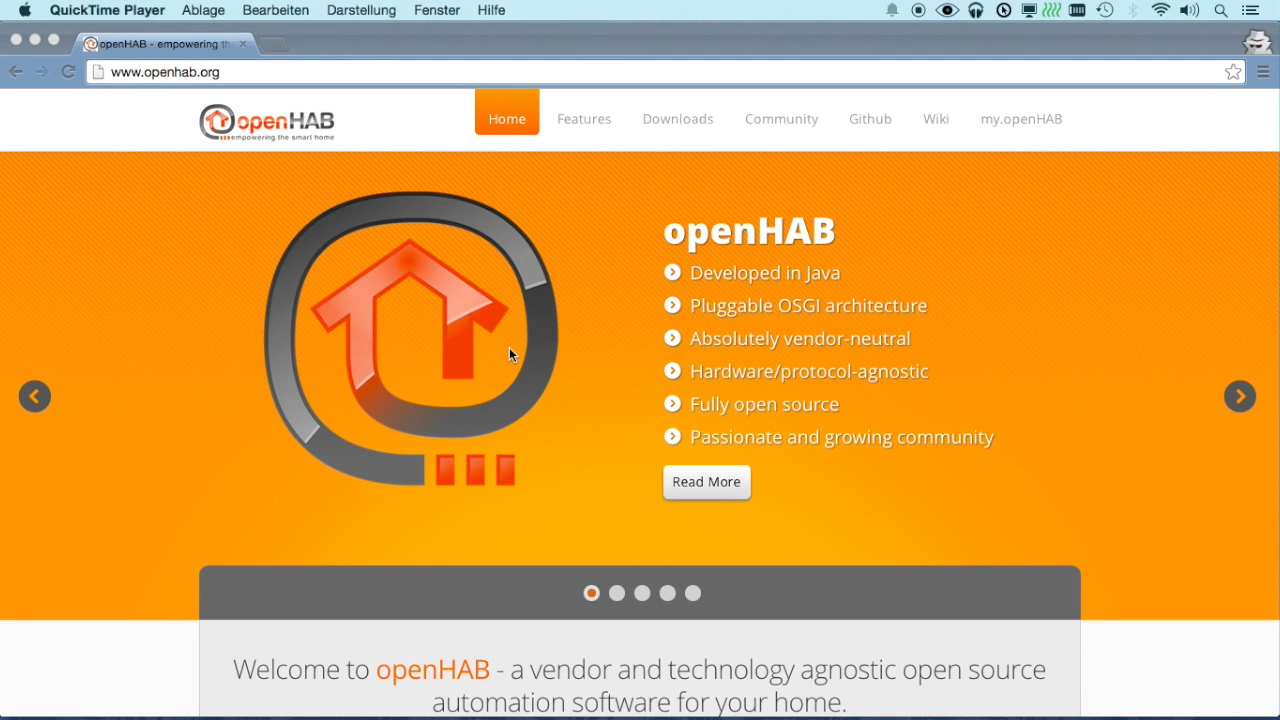 QuickTime Player Ablage Bearbeiten Darstellung Fenster Hilfe
openHAB - empowering th
www.openhab.org
openHAB
empowering the smart home
Home Features Downloads Community Github Wiki my.openHAB
openHAB
Developed in Java
Pluggable OSGI architecture
Absolutely vendor-neutral
Hardware/protocol-agnostic
Fully open source
Passionate and growing community
Read More
Welcome to openHAB - a vendor and technology agnostic open source
automation software for your home.